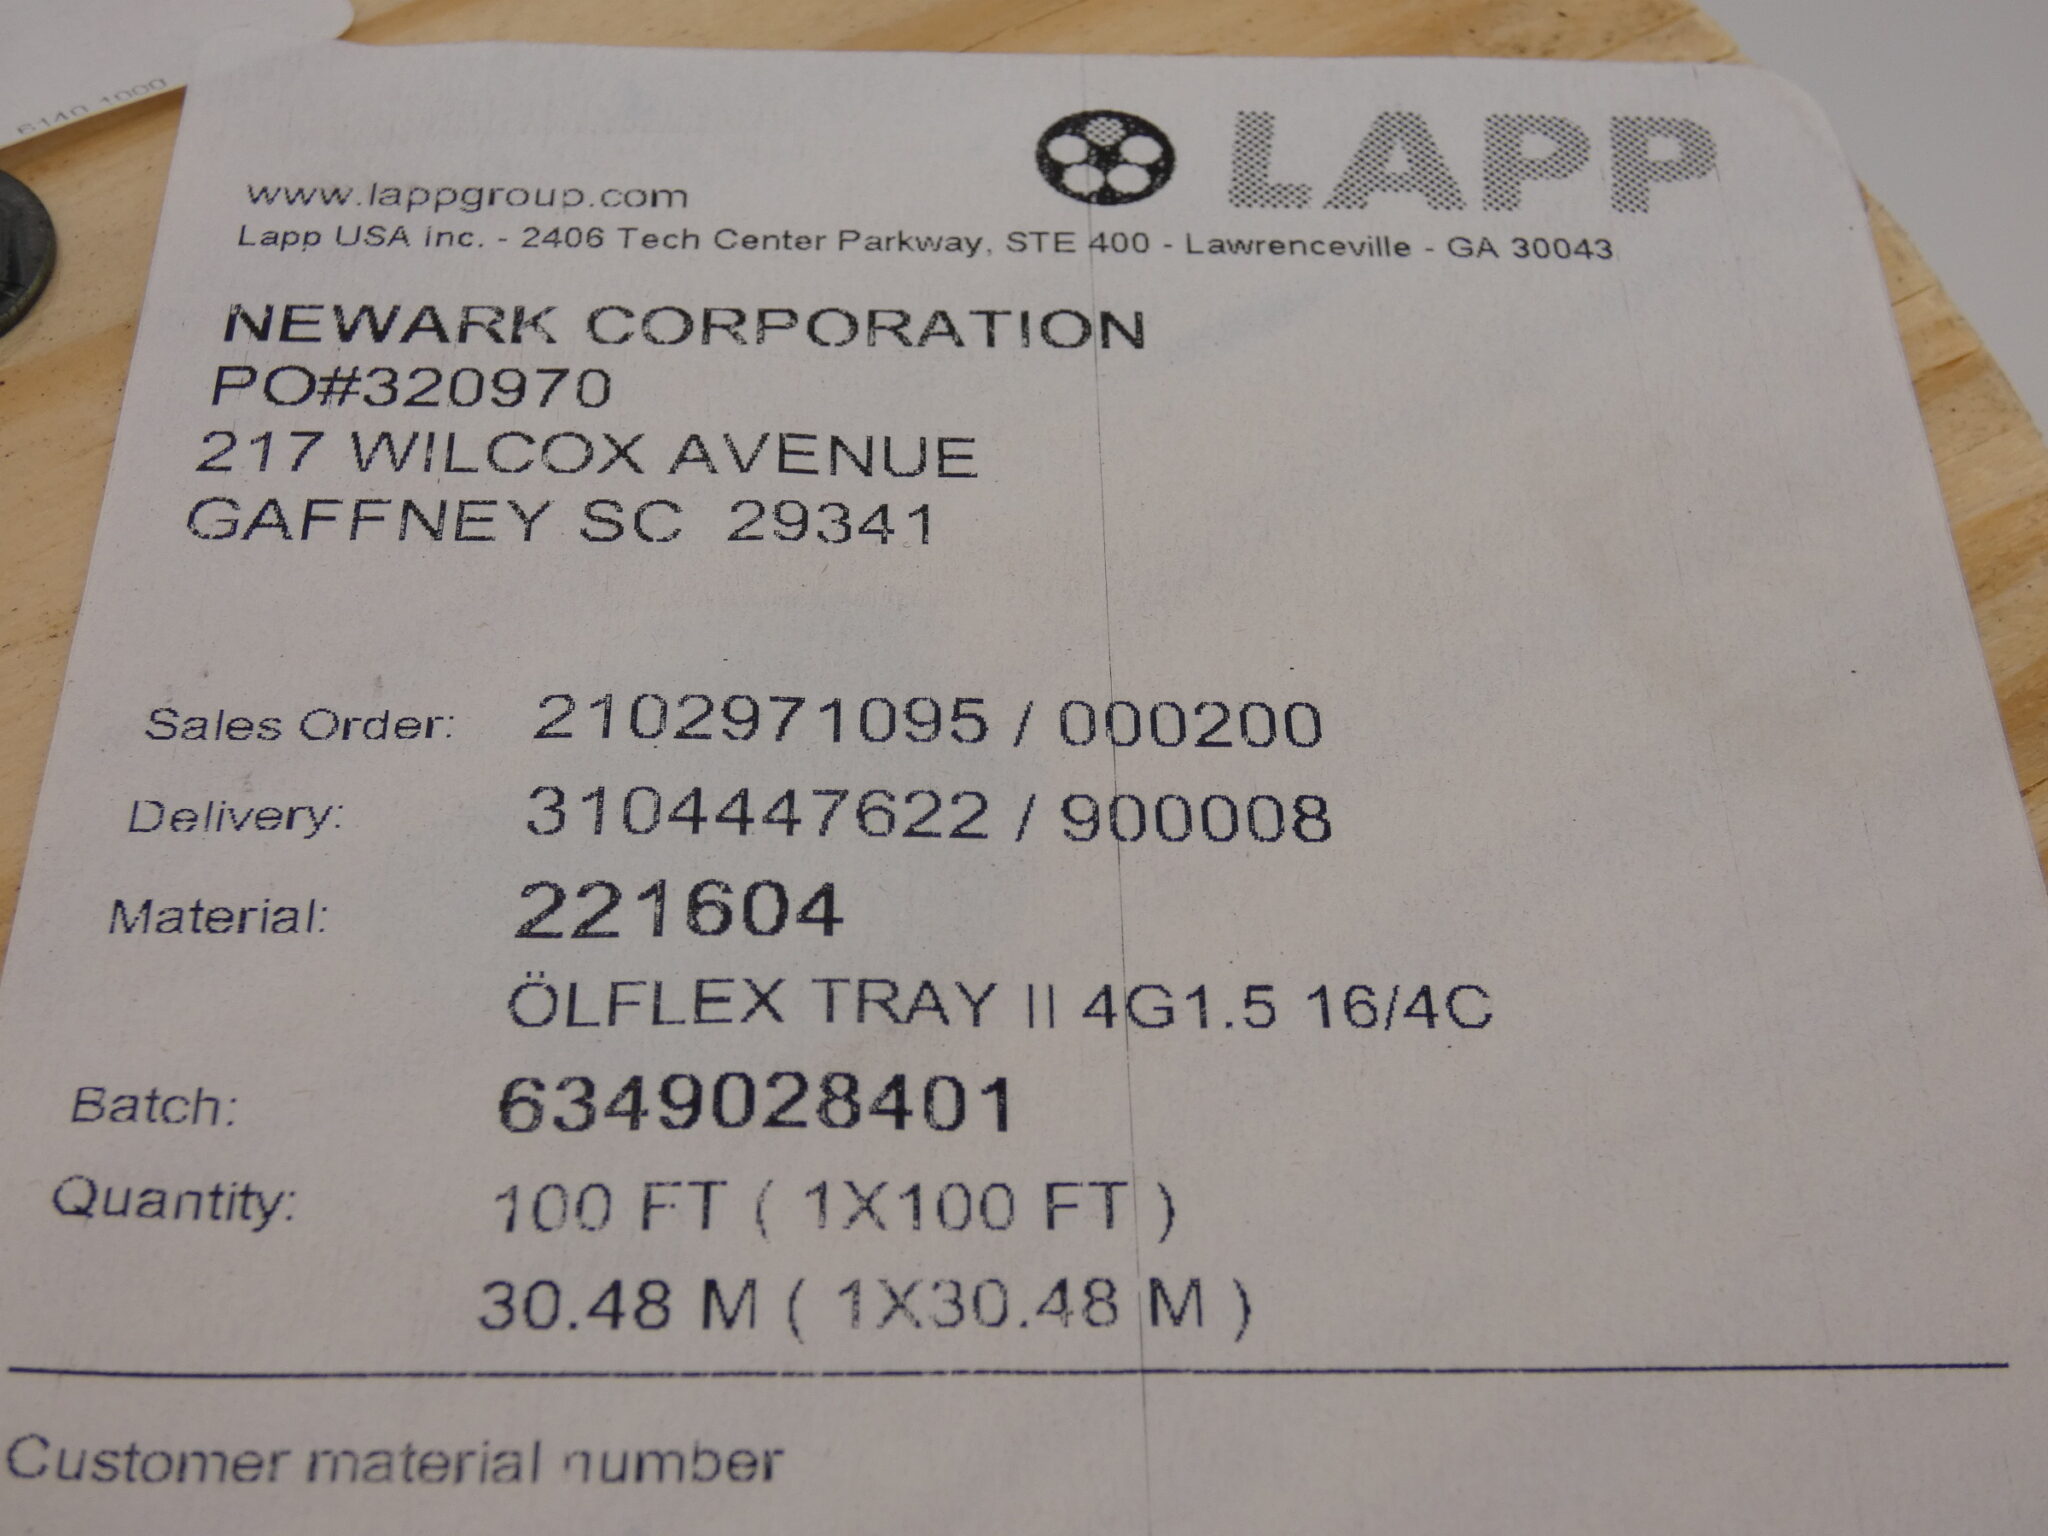 6140 1000
LAPP
www.lappgroup.com
Lapp USA inc. - 2406 Tech Center Parkway, STE 400 - Lawrenceville - GA 30043
NEWARK CORPORATION
PO#320970
217 WILCOX AVENUE
GAFFNEY SC 29341
Sales Order: 2102971095 / 000200
Delivery: 3104447622 / 900008
Material: 221604
ÖLFLEX TRAY II 4G1.5 16/4C
Batch: 6349028401
Quantity: 100 FT ( 1X100 FT )
30.48 M ( 1X30.48 M )
Customer material number